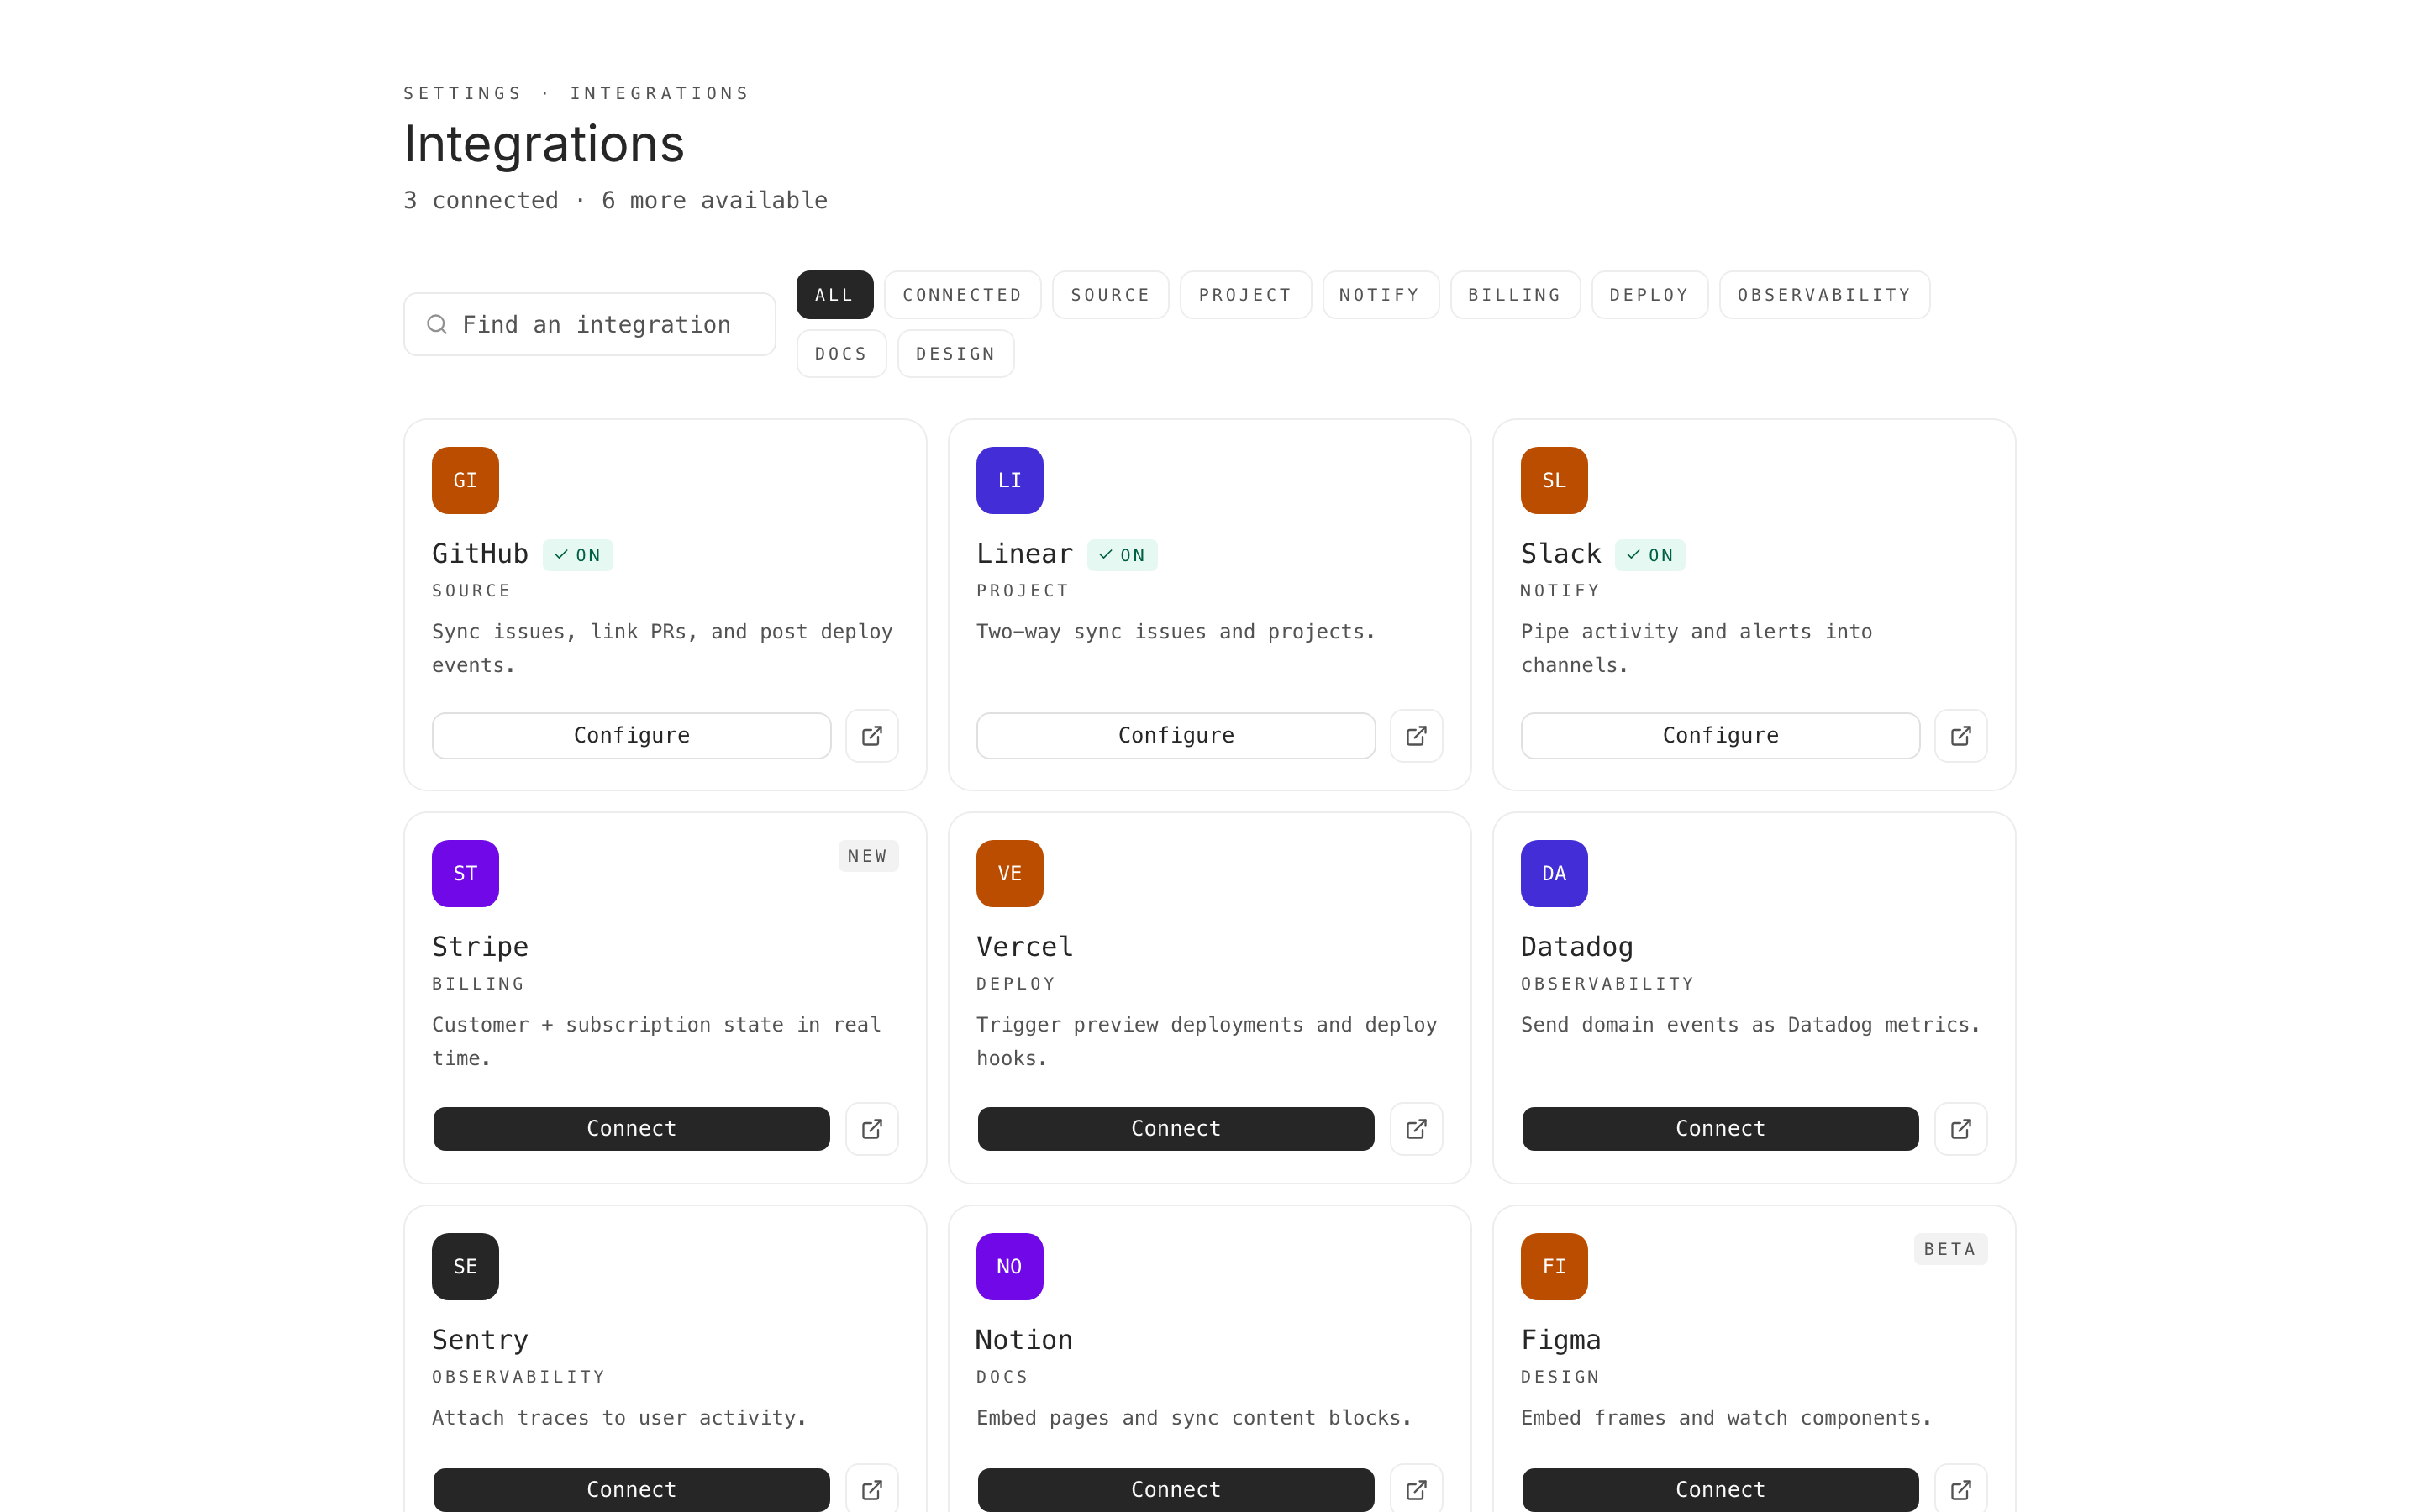 SETTINGS · INTEGRATIONS
Integrations
3 connected · 6 more available
Find an integration
ALL
CONNECTED
SOURCE
PROJECT
NOTIFY
BILLING
DEPLOY
OBSERVABILITY
DOCS
DESIGN
GI
GitHub
ON
SOURCE
Sync issues, link PRs, and post deploy
events.
Configure
LI
Linear
ON
PROJECT
Two-way sync issues and projects.
Configure
SL
Slack
ON
NOTIFY
Pipe activity and alerts into
channels.
Configure
ST
NEW
Stripe
BILLING
Customer + subscription state in real
time.
Connect
VE
Vercel
DEPLOY
Trigger preview deployments and deploy
hooks.
Connect
DA
Datadog
OBSERVABILITY
Send domain events as Datadog metrics.
Connect
SE
Sentry
OBSERVABILITY
Attach traces to user activity.
Connect
NO
Notion
DOCS
Embed pages and sync content blocks.
Connect
FI
BETA
Figma
DESIGN
Embed frames and watch components.
Connect